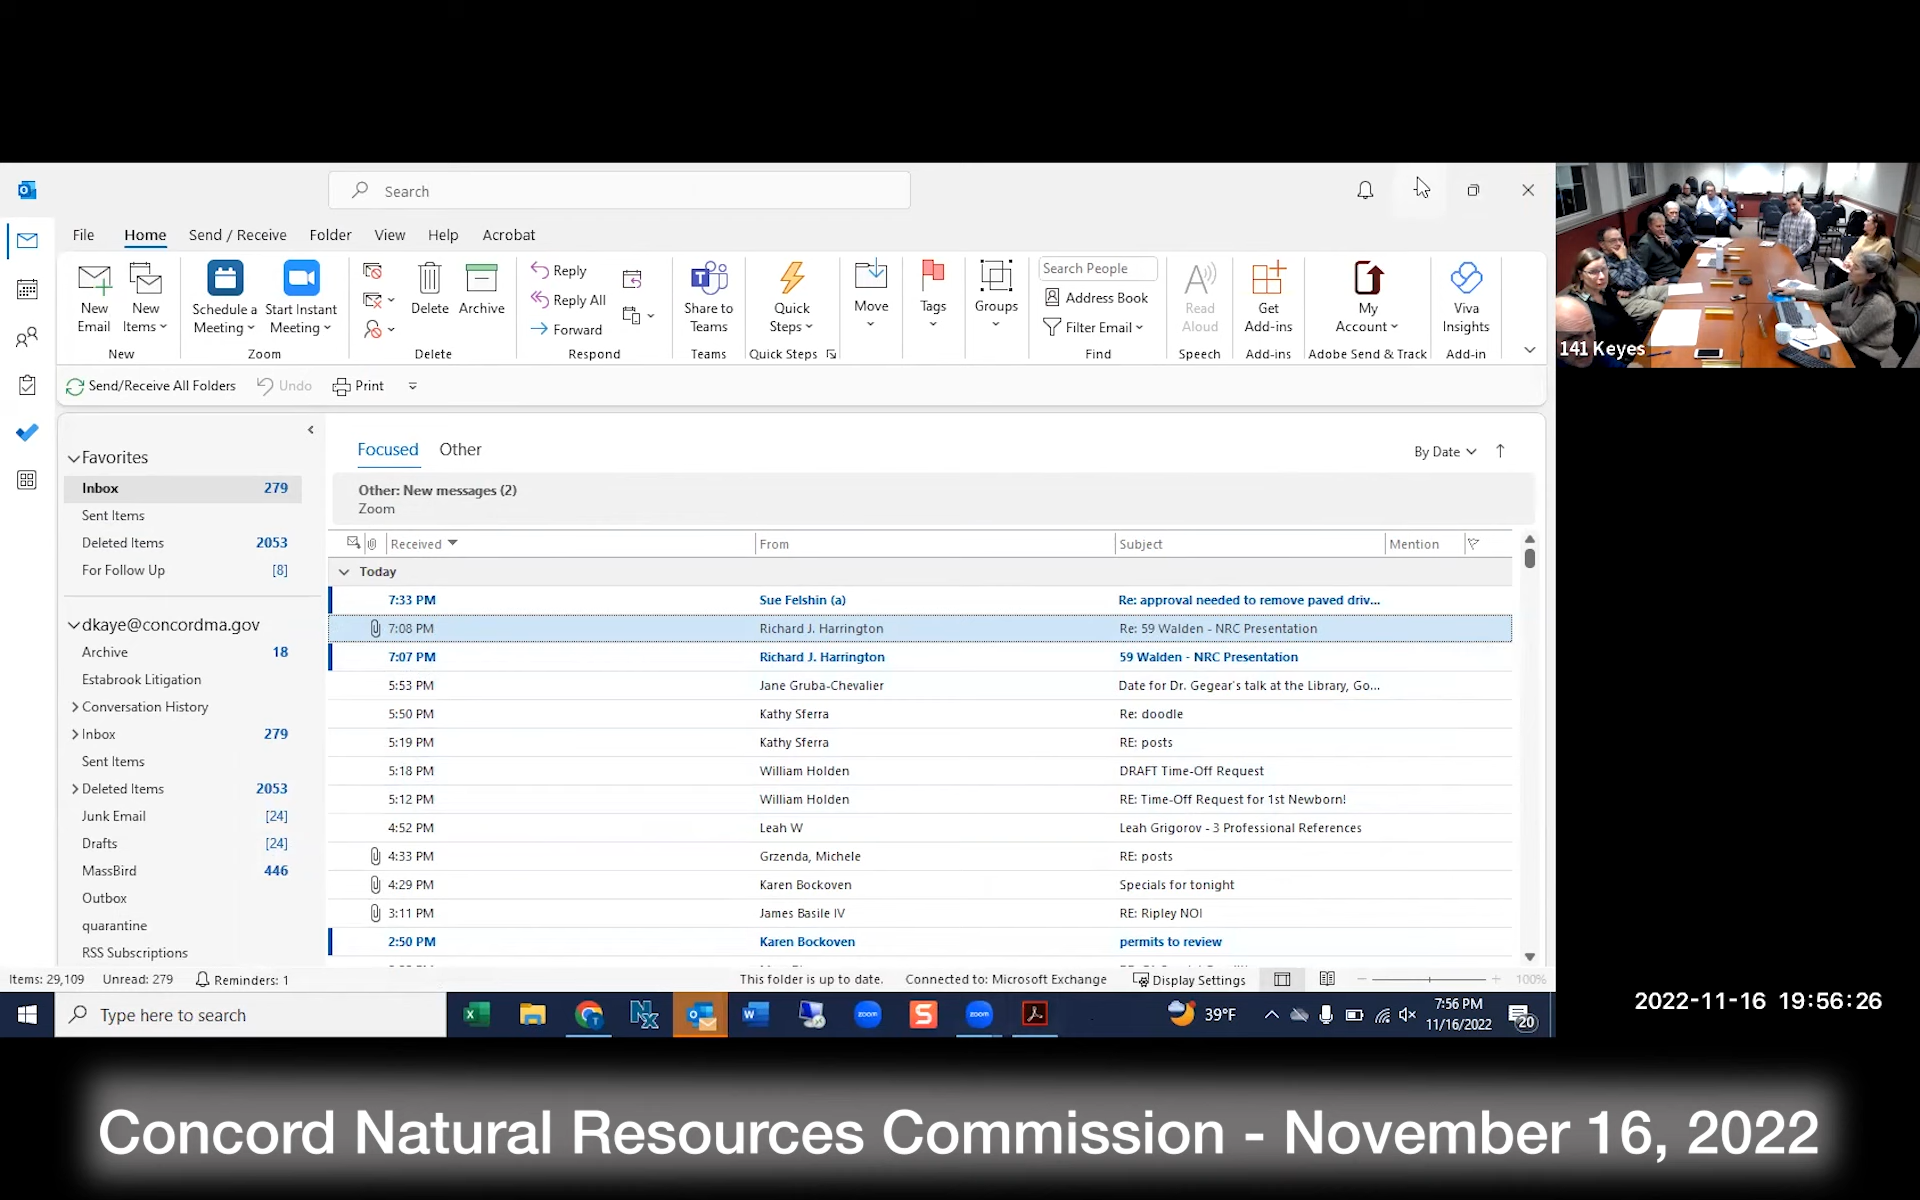 Search
File Home Send / Receive Folder View Help Acrobat
New Email
New Items
New
Schedule a Meeting
Start Instant Meeting
Zoom
Delete
Archive
Delete
Reply
Reply All
Forward
Respond
Share to Teams
Teams
Quick Steps
Quick Steps
Move
Tags
Groups
Search People
Address Book
Filter Email
Find
Read Aloud
Speech
Get Add-ins
Add-ins
My Account
Adobe Send & Track
Viva Insights
Add-in
141 Keyes
Send/Receive All Folders Undo Print
Favorites
Inbox 279
Sent Items
Deleted Items 2053
For Follow Up [8]
dkaye@concordma.gov
Archive 18
Estabrook Litigation
Conversation History
Inbox 279
Sent Items
Deleted Items 2053
Junk Email [24]
Drafts [24]
MassBird 446
Outbox
quarantine
RSS Subscriptions
Focused Other By Date
Other: New messages (2)
Zoom
Received From Subject Mention
Today
7:33 PM Sue Felshin (a) Re: approval needed to remove paved driv...
7:08 PM Richard J. Harrington Re: 59 Walden - NRC Presentation
7:07 PM Richard J. Harrington 59 Walden - NRC Presentation
5:53 PM Jane Gruba-Chevalier Date for Dr. Gegear's talk at the Library, Go...
5:50 PM Kathy Sferra Re: doodle
5:19 PM Kathy Sferra RE: posts
5:18 PM William Holden DRAFT Time-Off Request
5:12 PM William Holden RE: Time-Off Request for 1st Newborn!
4:52 PM Leah W Leah Grigorov - 3 Professional References
4:33 PM Grzenda, Michele RE: posts
4:29 PM Karen Bockoven Specials for tonight
3:11 PM James Basile IV RE: Ripley NOI
2:50 PM Karen Bockoven permits to review
Items: 29,109 Unread: 279 Reminders: 1 This folder is up to date. Connected to: Microsoft Exchange Display Settings 100%
Type here to search
39°F
7:56 PM
11/16/2022
20
2022-11-16 19:56:26
Concord Natural Resources Commission - November 16, 2022